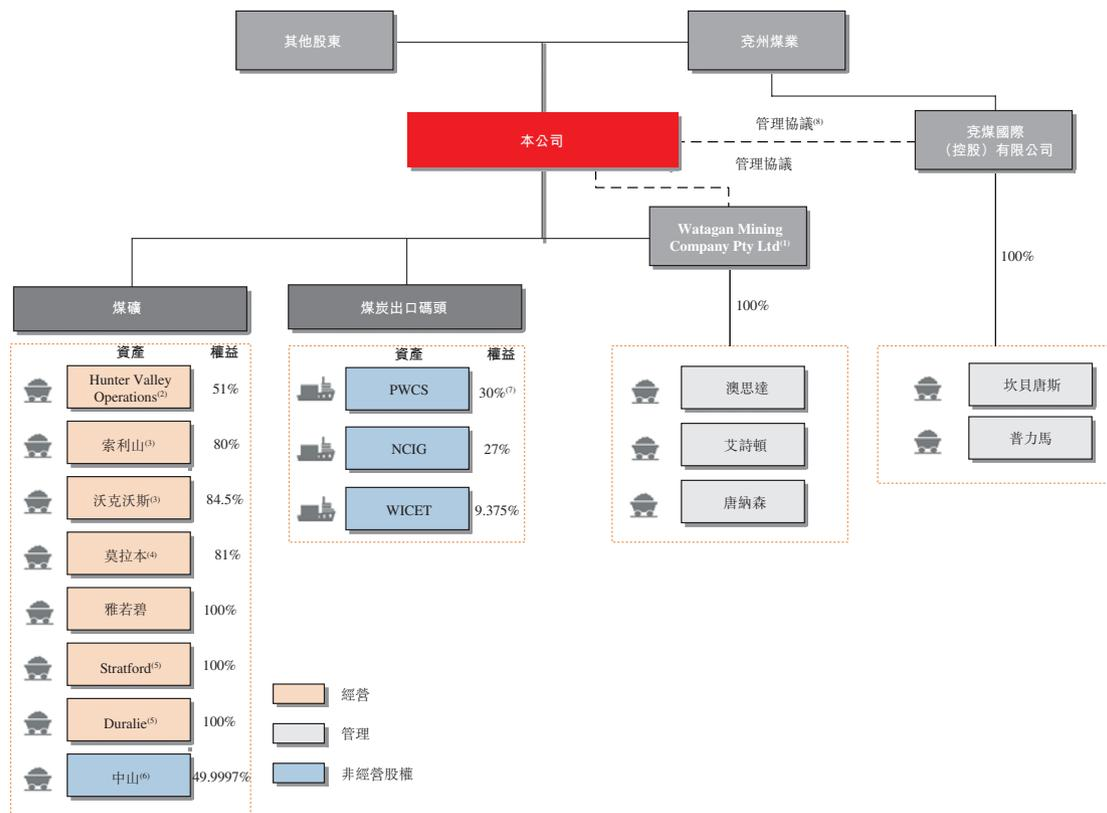 其他股東
兖州煤業
本公司
管理協議(8)
兖煤國際
（控股）有限公司
管理協議
Watagan Mining
Company Pty Ltd(1)
100%
100%
煤礦
煤炭出口碼頭
資產 權益
Hunter Valley
Operations(2) 51%
索利山(3) 80%
沃克沃斯(3) 84.5%
莫拉本(4) 81%
雅若碧 100%
Stratford(5) 100%
Duralie(5) 100%
中山(6) 49.9997%
資產 權益
PWCS 30%(7)
NCIG 27%
WICET 9.375%
澳思達
艾詩頓
唐納森
坎貝唐斯
普力馬
經營
管理
非經營股權